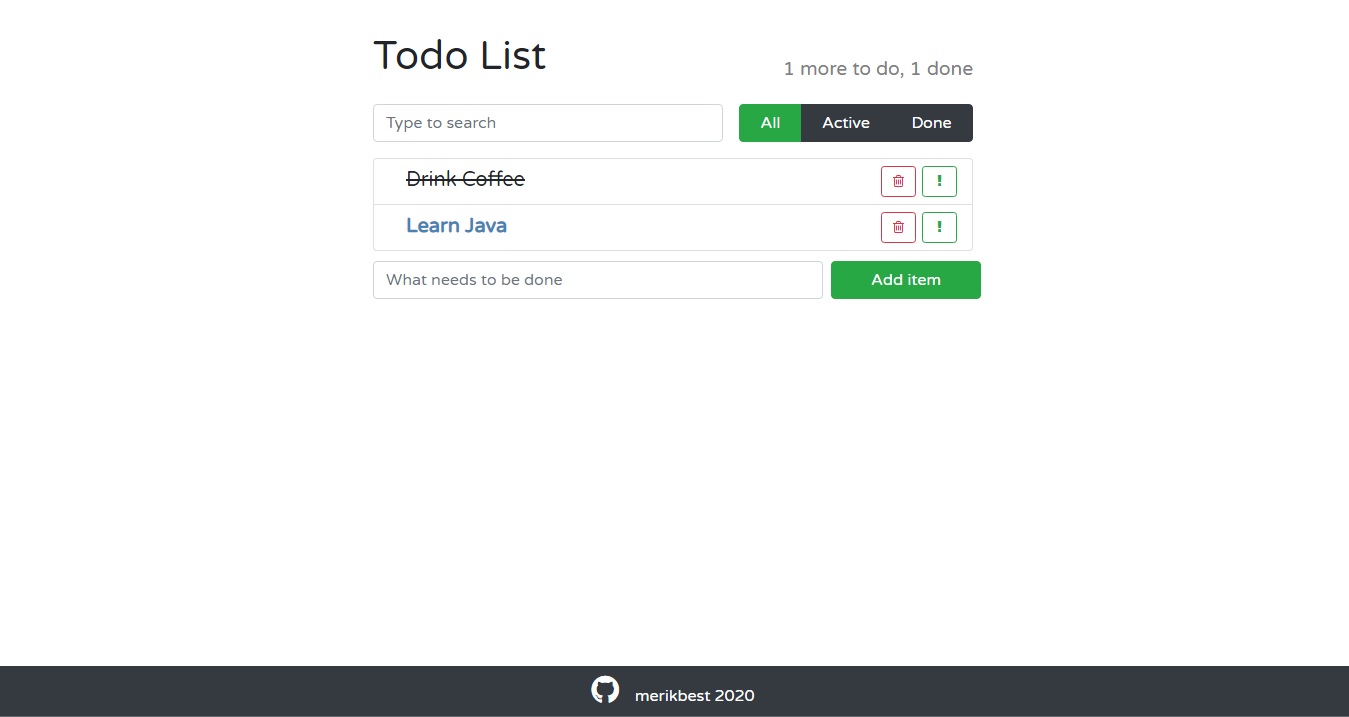 Todo List
1 more to do, 1 done
Type to search
All Active Done
Drink Coffee
!
Learn Java
!
What needs to be done
Add item
merikbest 2020